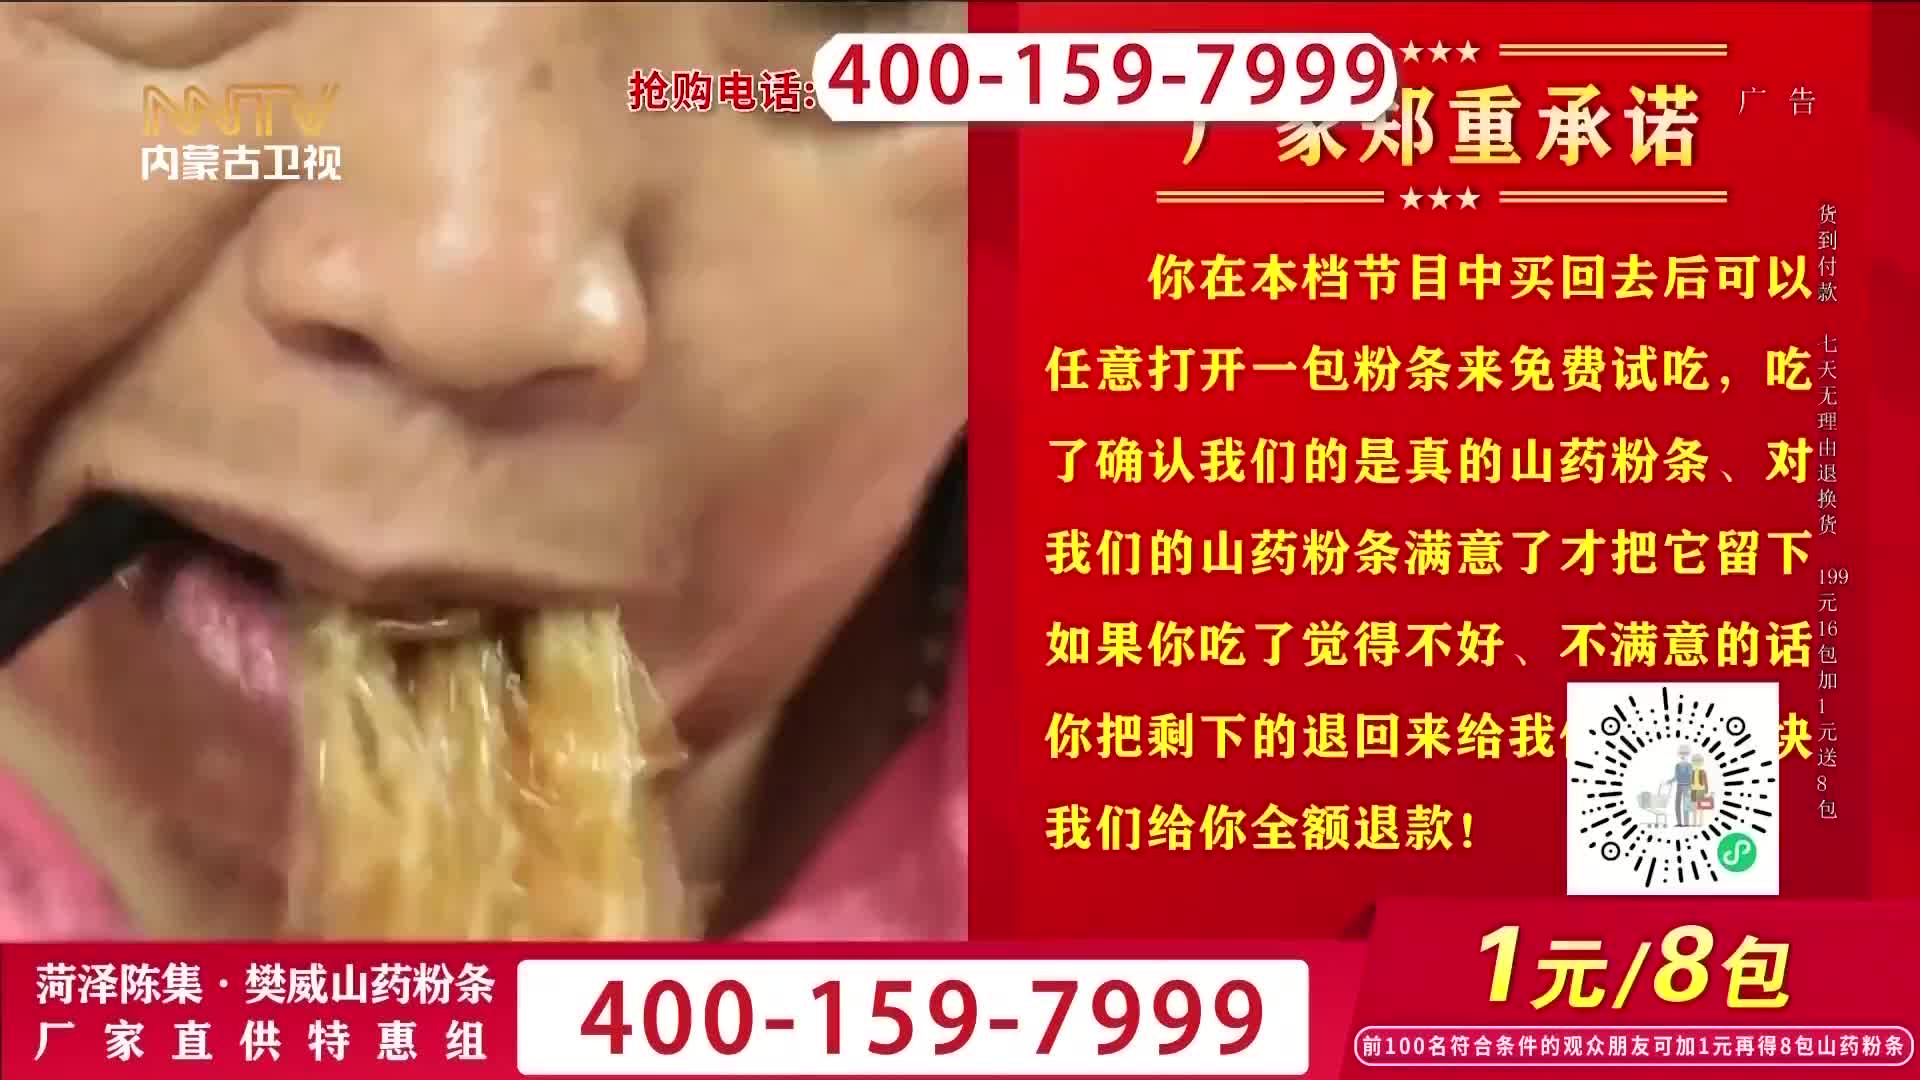 NMTV
内蒙古卫视
抢购电话:
400-159-7999
广告
厂家郑重承诺
你在本档节目中买回去后可以
任意打开一包粉条来免费试吃，吃
了确认我们的是真的山药粉条、对
我们的山药粉条满意了才把它留下
如果你吃了觉得不好、不满意的话
你把剩下的退回来给我
我们给你全额退款！
货到付款 七天无理由退换货 199元16包加1元送8包
菏泽陈集·樊威山药粉条
厂家直供特惠组
400-159-7999
1元/8包
前100名符合条件的观众朋友可加1元再得8包山药粉条